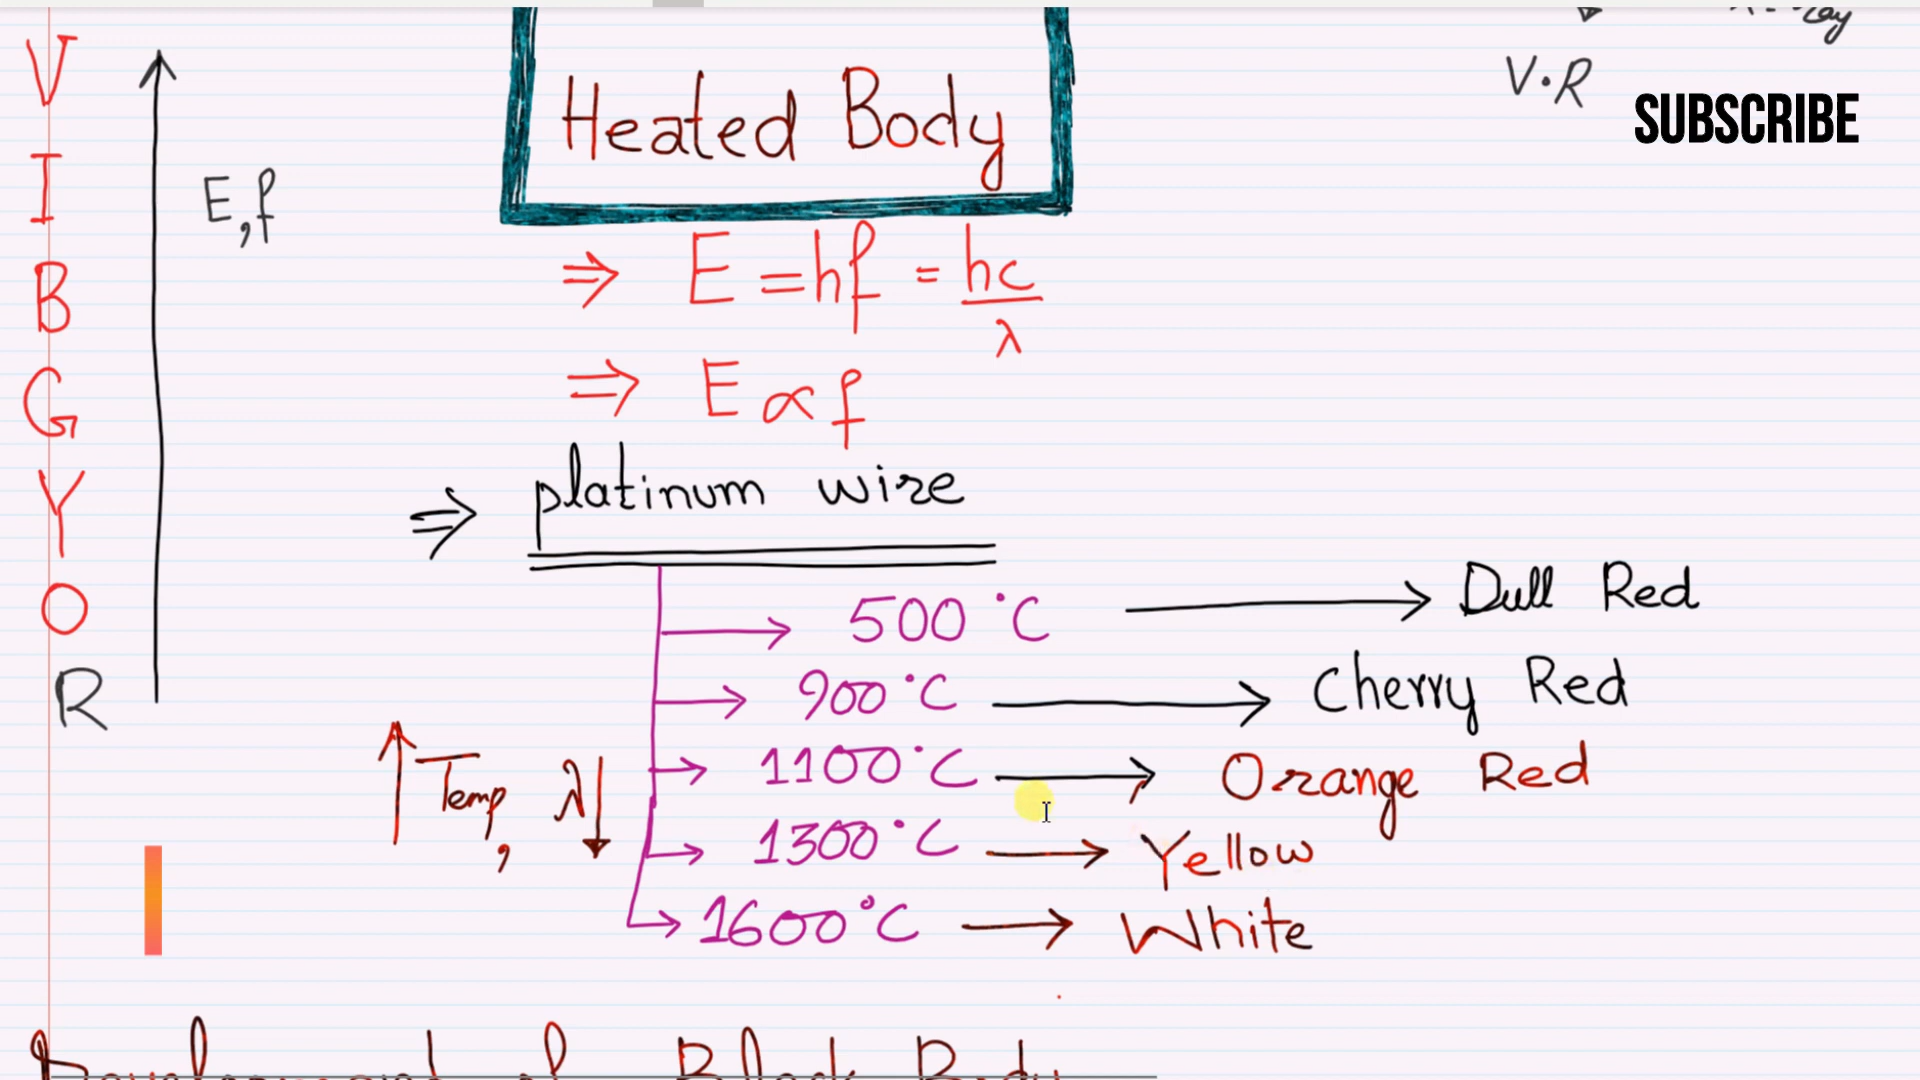 V·R
SUBSCRIBE
Heated Body
V
I
B
G
Y
O
R
E,f
⇒ E = hf = hc/λ
⇒ E ∝ f
⇒ platinum wire
→ 500 °C → Dull Red
→ 900 °C → Cherry Red
→ 1100 °C → Orange Red
↑ Temp, λ↓
→ 1300 °C → Yellow
→ 1600 °C → White